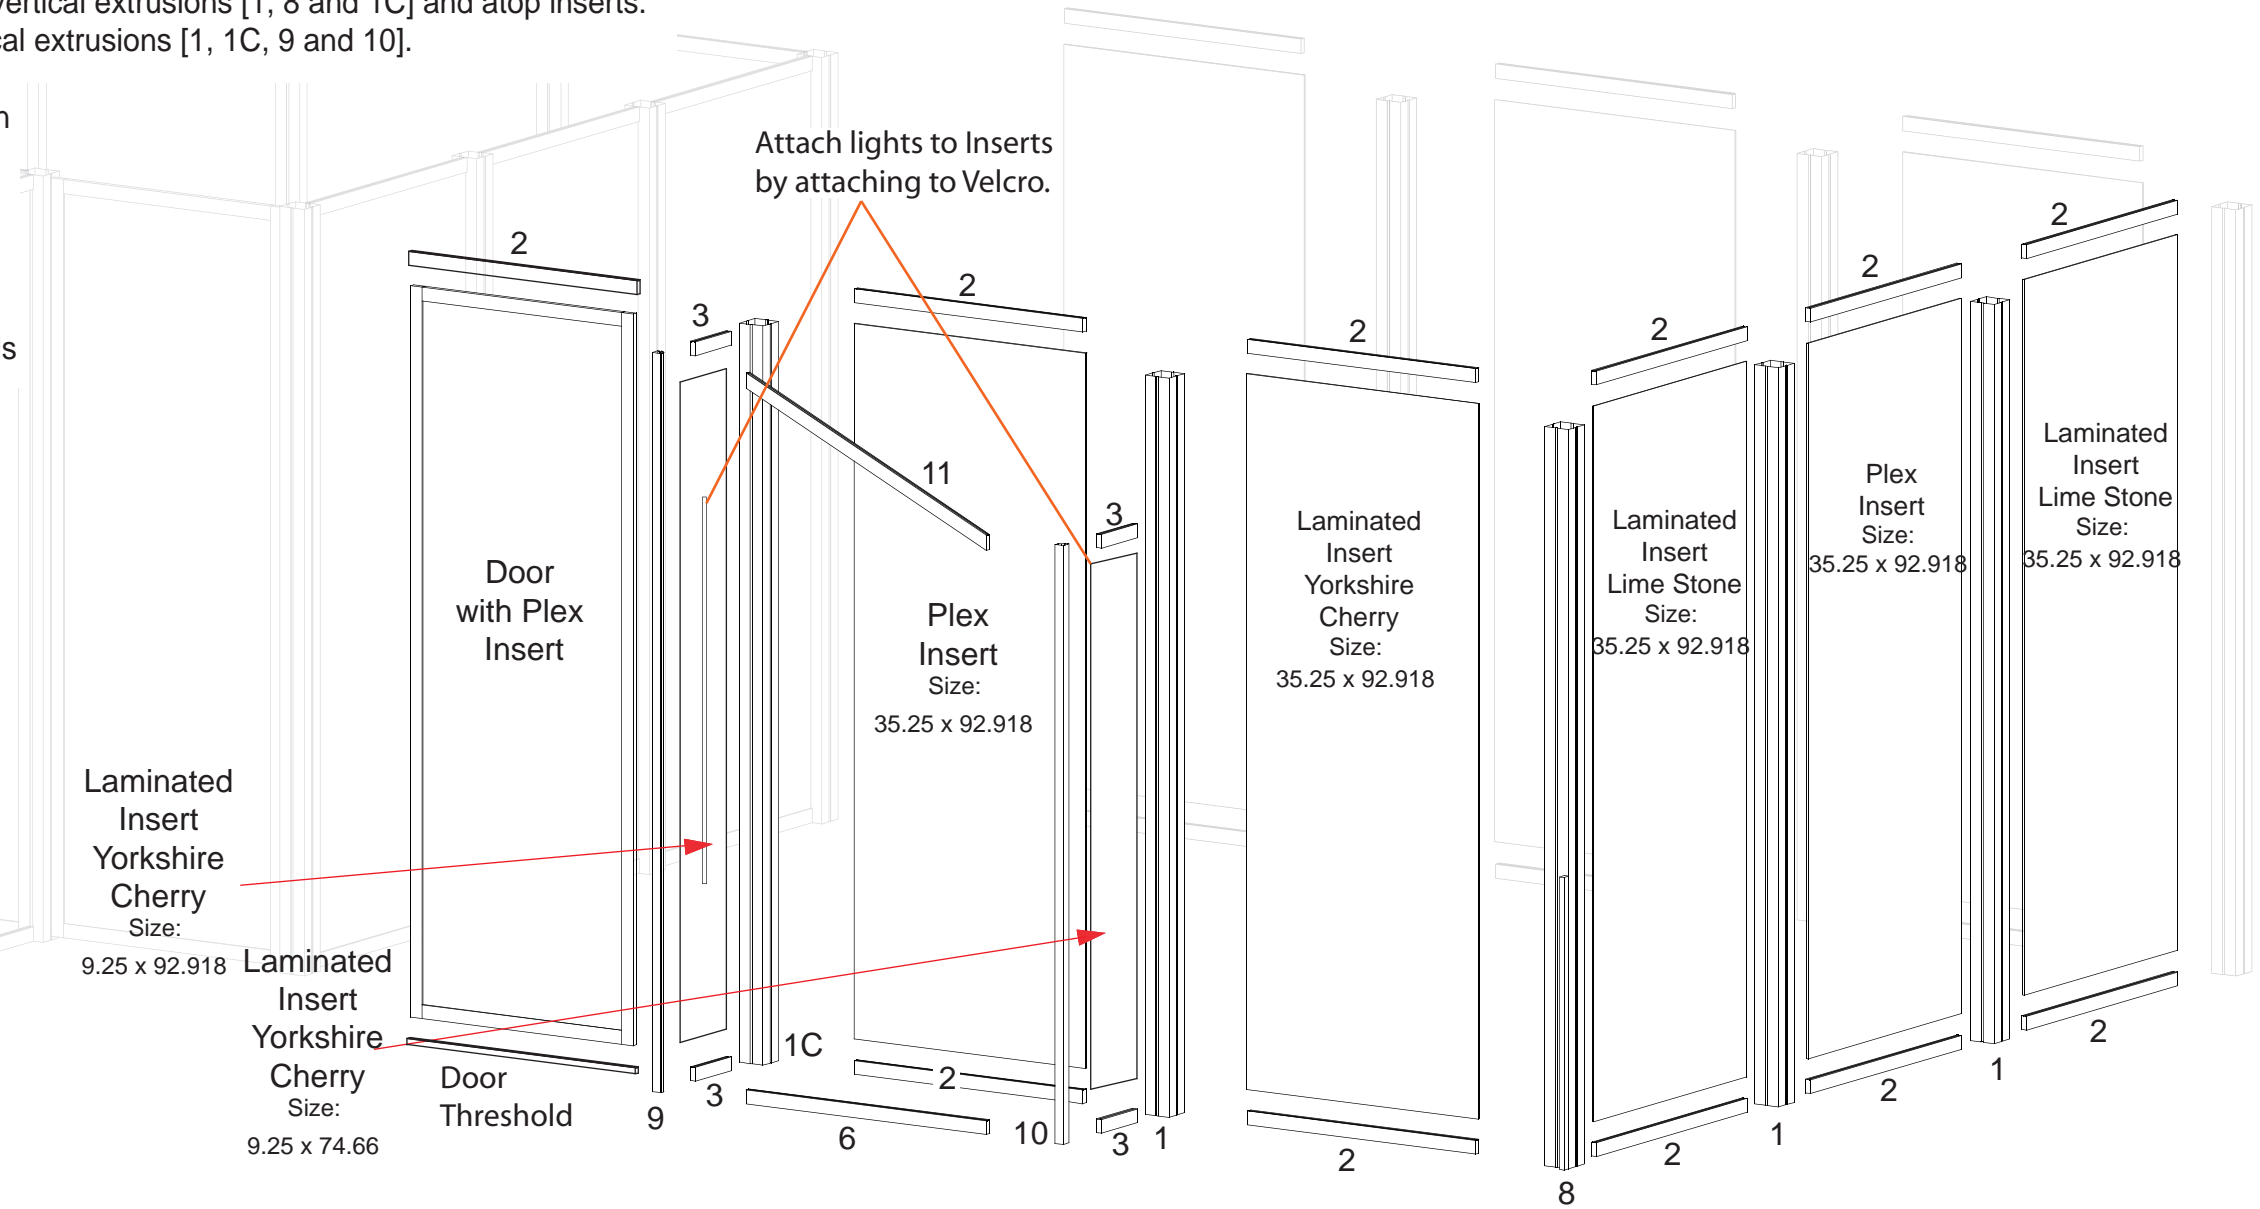 vertical extrusions [1, 8 and 1C] and atop inserts.
cal extrusions [1, 1C, 9 and 10].
n
s
Attach lights to Inserts
by attaching to Velcro.
2
3
2
2
2
2
2
11
3
Door
with Plex
Insert
Plex
Insert
Size:
35.25 x 92.918
Laminated
Insert
Yorkshire
Cherry
Size:
35.25 x 92.918
Laminated
Insert
Lime Stone
Size:
35.25 x 92.918
Plex
Insert
Size:
35.25 x 92.918
Laminated
Insert
Lime Stone
Size:
35.25 x 92.918
Laminated
Insert
Yorkshire
Cherry
Size:
9.25 x 92.918
Laminated
Insert
Yorkshire
Cherry
Size:
9.25 x 74.66
Door
Threshold
9
3
1C
6
2
10
3
1
2
8
2
1
2
1
2